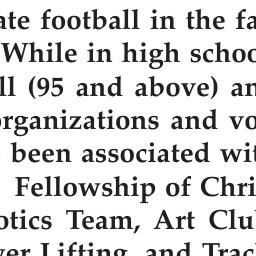 ate football in the fa
While in high schoo
ll (95 and above) an
organizations and vo
been associated wit
Fellowship of Chri
otics Team, Art Clu
ver Lifting, and Trac